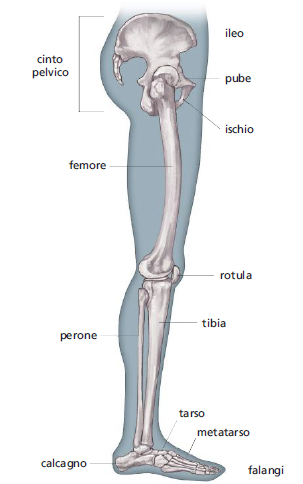 ileo
cinto
pelvico
pube
ischio
femore
rotula
tibia
perone
tarso
metatarso
calcagno
falangi